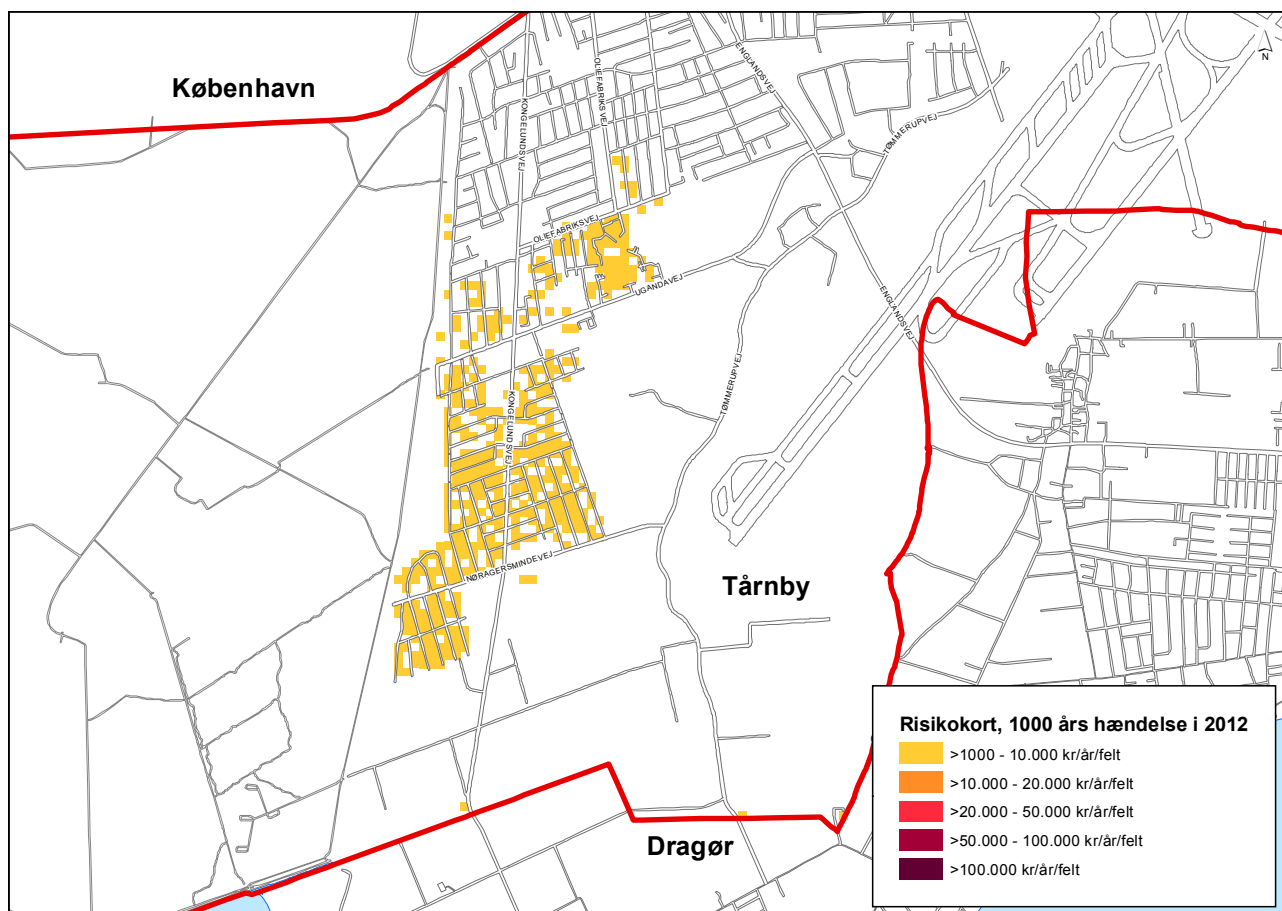 København
KONGELUNDSVEJ
OLIEFABRIKSVEJ
ENGLANDSVEJ
N
TØMMERUPVEJ
OLIEFABRIKSVEJ
UGANDAVEJ
ENGLANDSVEJ
TØMMERUPVEJ
KONGELUNDSVEJ
NØRAGERSMINDEVEJ
Tårnby
Dragør
Risikokort, 1000 års hændelse i 2012
>1000 - 10.000 kr/år/felt
>10.000 - 20.000 kr/år/felt
>20.000 - 50.000 kr/år/felt
>50.000 - 100.000 kr/år/felt
>100.000 kr/år/felt